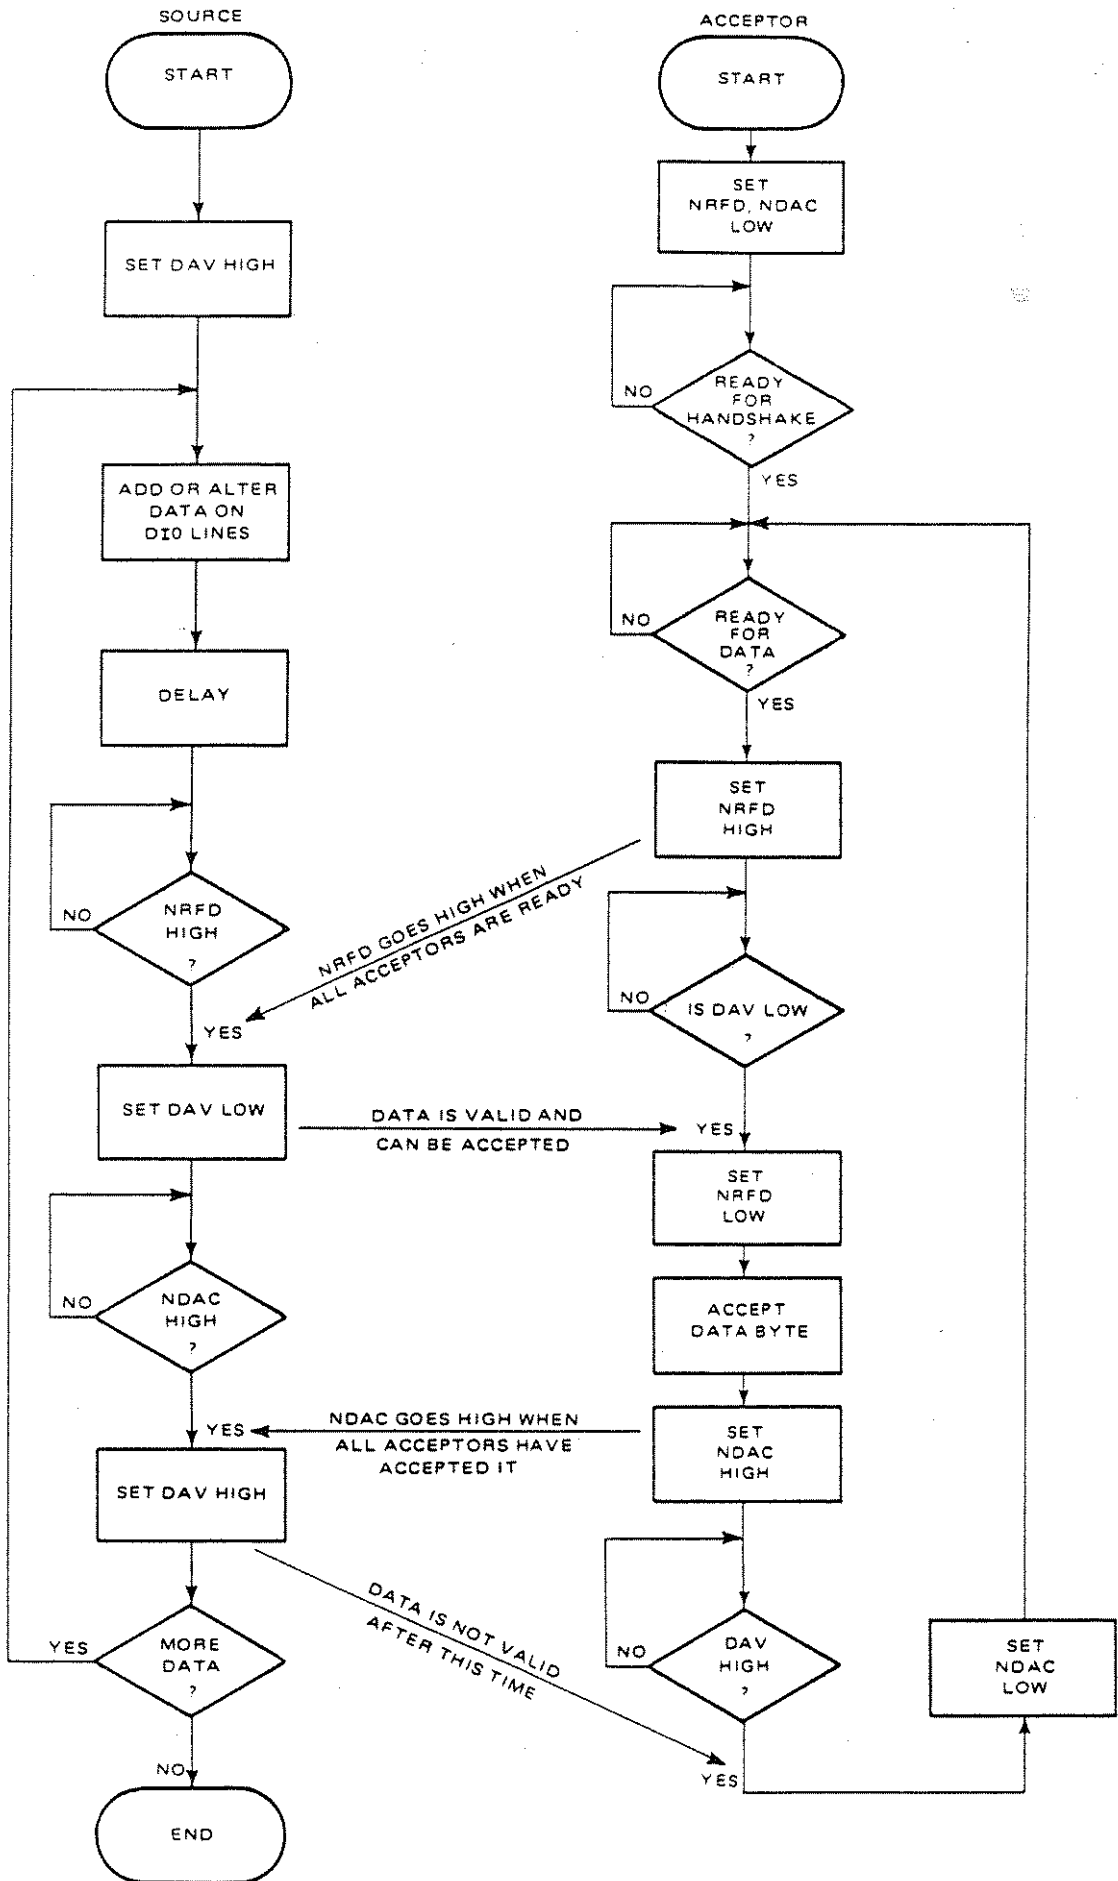 SOURCE
START
SET DAV HIGH
ADD OR ALTER
DATA ON
DIO LINES
DELAY
NRFD
HIGH
?
NO
YES
SET DAV LOW
NDAC
HIGH
?
NO
YES
SET DAV HIGH
MORE
DATA
?
YES
NO
END
NRFD GOES HIGH WHEN
ALL ACCEPTORS ARE READY
DATA IS VALID AND
CAN BE ACCEPTED
NDAC GOES HIGH WHEN
ALL ACCEPTORS HAVE
ACCEPTED IT
DATA IS NOT VALID
AFTER THIS TIME
ACCEPTOR
START
SET
NRFD, NDAC
LOW
READY
FOR
HANDSHAKE
?
NO
YES
READY
FOR
DATA
?
NO
YES
SET
NRFD
HIGH
IS DAV LOW
?
NO
YES
SET
NRFD
LOW
ACCEPT
DATA BYTE
SET
NDAC
HIGH
DAV
HIGH
?
NO
YES
SET
NDAC
LOW